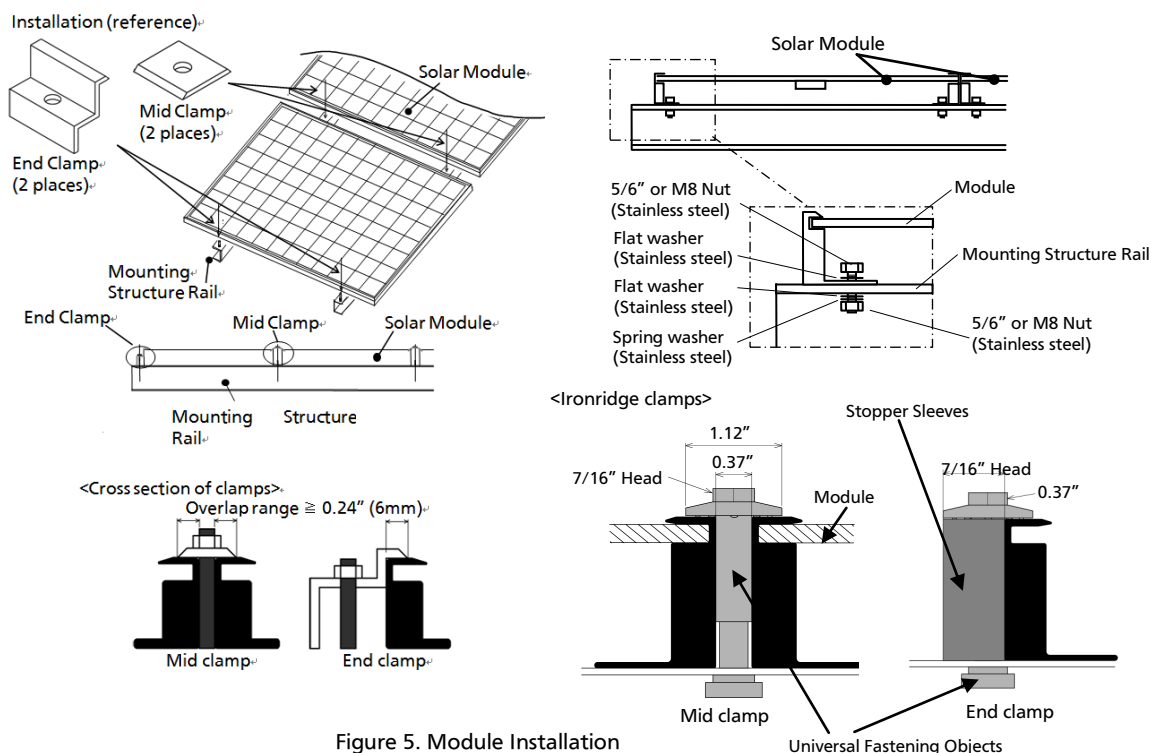 Installation (reference)
Mid Clamp
(2 places)
End Clamp
(2 places)
Solar Module
Mounting
Structure Rail
End Clamp
Mid Clamp
Solar Module
Mounting Structure
Rail
<Cross section of clamps>
Overlap range ≧ 0.24” (6mm)
Mid clamp
End clamp
Solar Module
5/6” or M8 Nut
(Stainless steel)
Flat washer
(Stainless steel)
Flat washer
(Stainless steel)
Spring washer
(Stainless steel)
Module
Mounting Structure Rail
5/6” or M8 Nut
(Stainless steel)
<Ironridge clamps>
1.12”
0.37”
7/16” Head
Module
Mid clamp
Stopper Sleeves
7/16” Head
0.37”
End clamp
Universal Fastening Objects
Figure 5. Module Installation